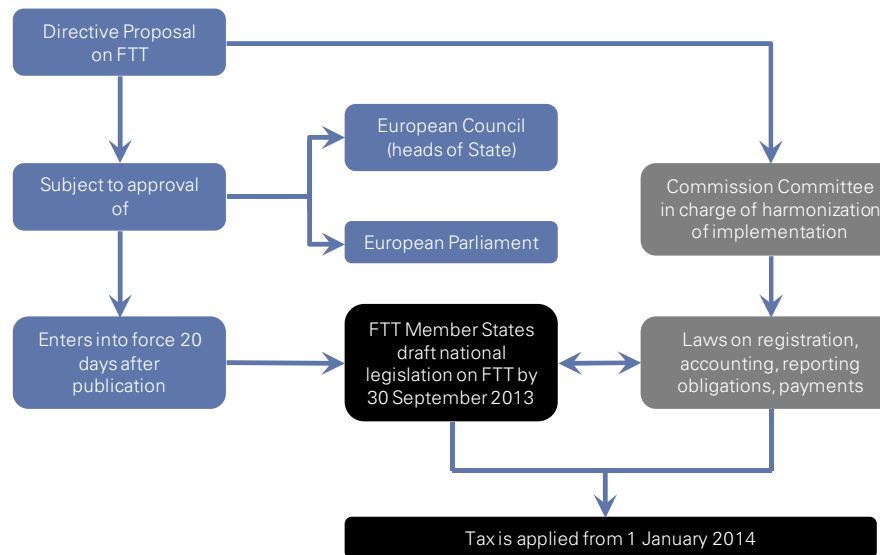 Directive Proposal
on FTT
European Council
(heads of State)
Subject to approval
of
Commission Committee
in charge of harmonization
of implementation
European Parliament
Enters into force 20
days after
publication
FTT Member States
draft national
legislation on FTT by
30 September 2013
Laws on registration,
accounting, reporting
obligations, payments
Tax is applied from 1 January 2014